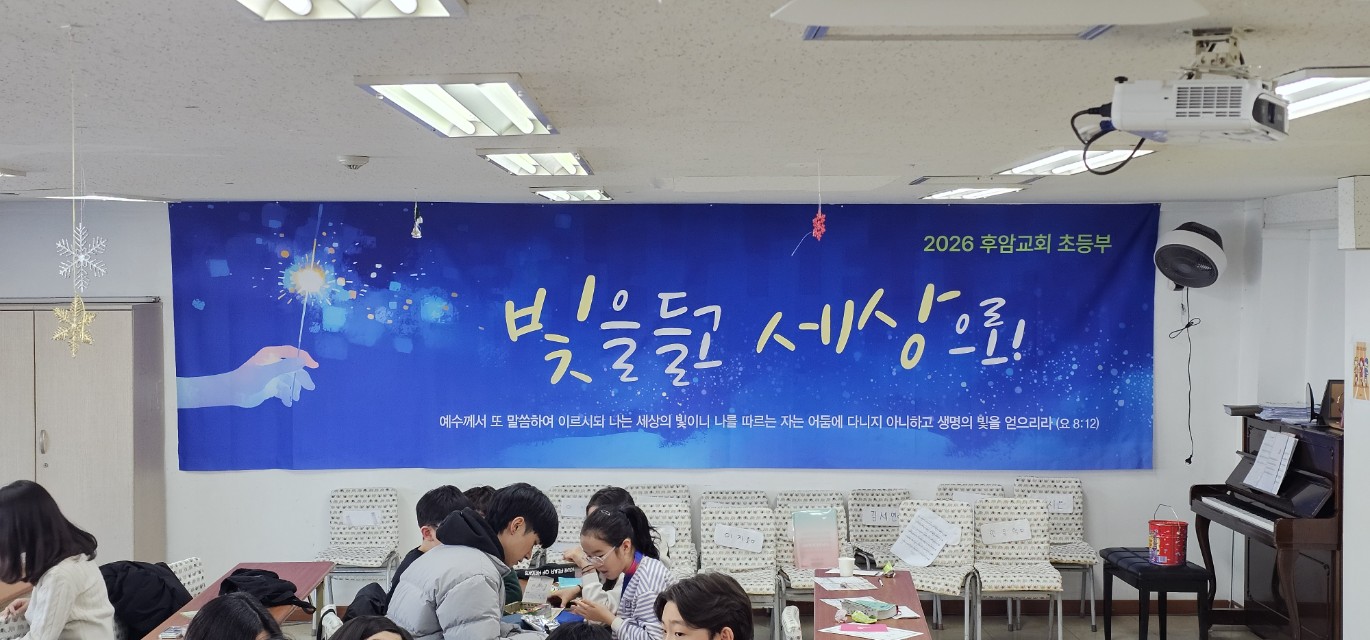 2026 후암교회 초등부
빛을 들고 세상으로!
예수께서 또 말씀하여 이르시되 나는 세상의 빛이니 나를 따르는 자는 어둠에 다니지 아니하고 생명의 빛을 얻으리라 (요 8:12)